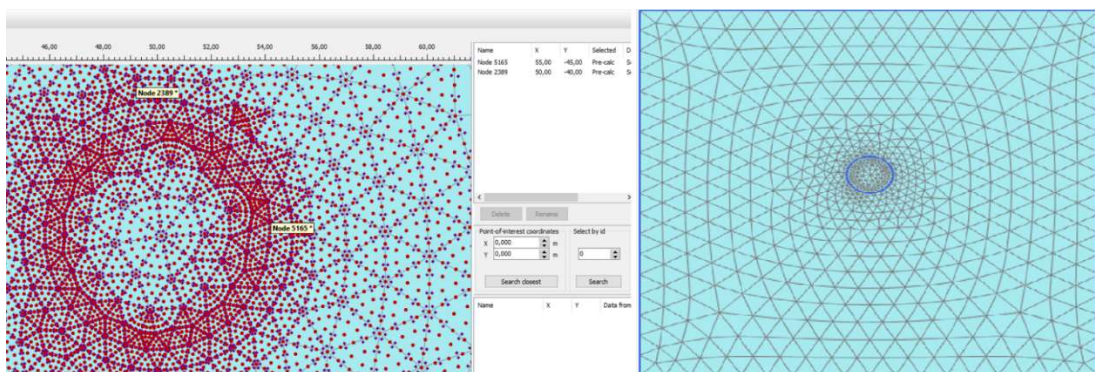 46,00 48,00 50,00 52,00 54,00 56,00 58,00 60,00
Name X Y Selected
Node 5165 55,00 -45,00 Pre-calc
Node 2389 50,00 -40,00 Pre-calc
Node 2389 *
Node 5165 *
Delete Rename
Point-of-interest coordinates Select by id
X 0,000 m
Y 0,000 m
0
Search closest Search
Name X Y Data from